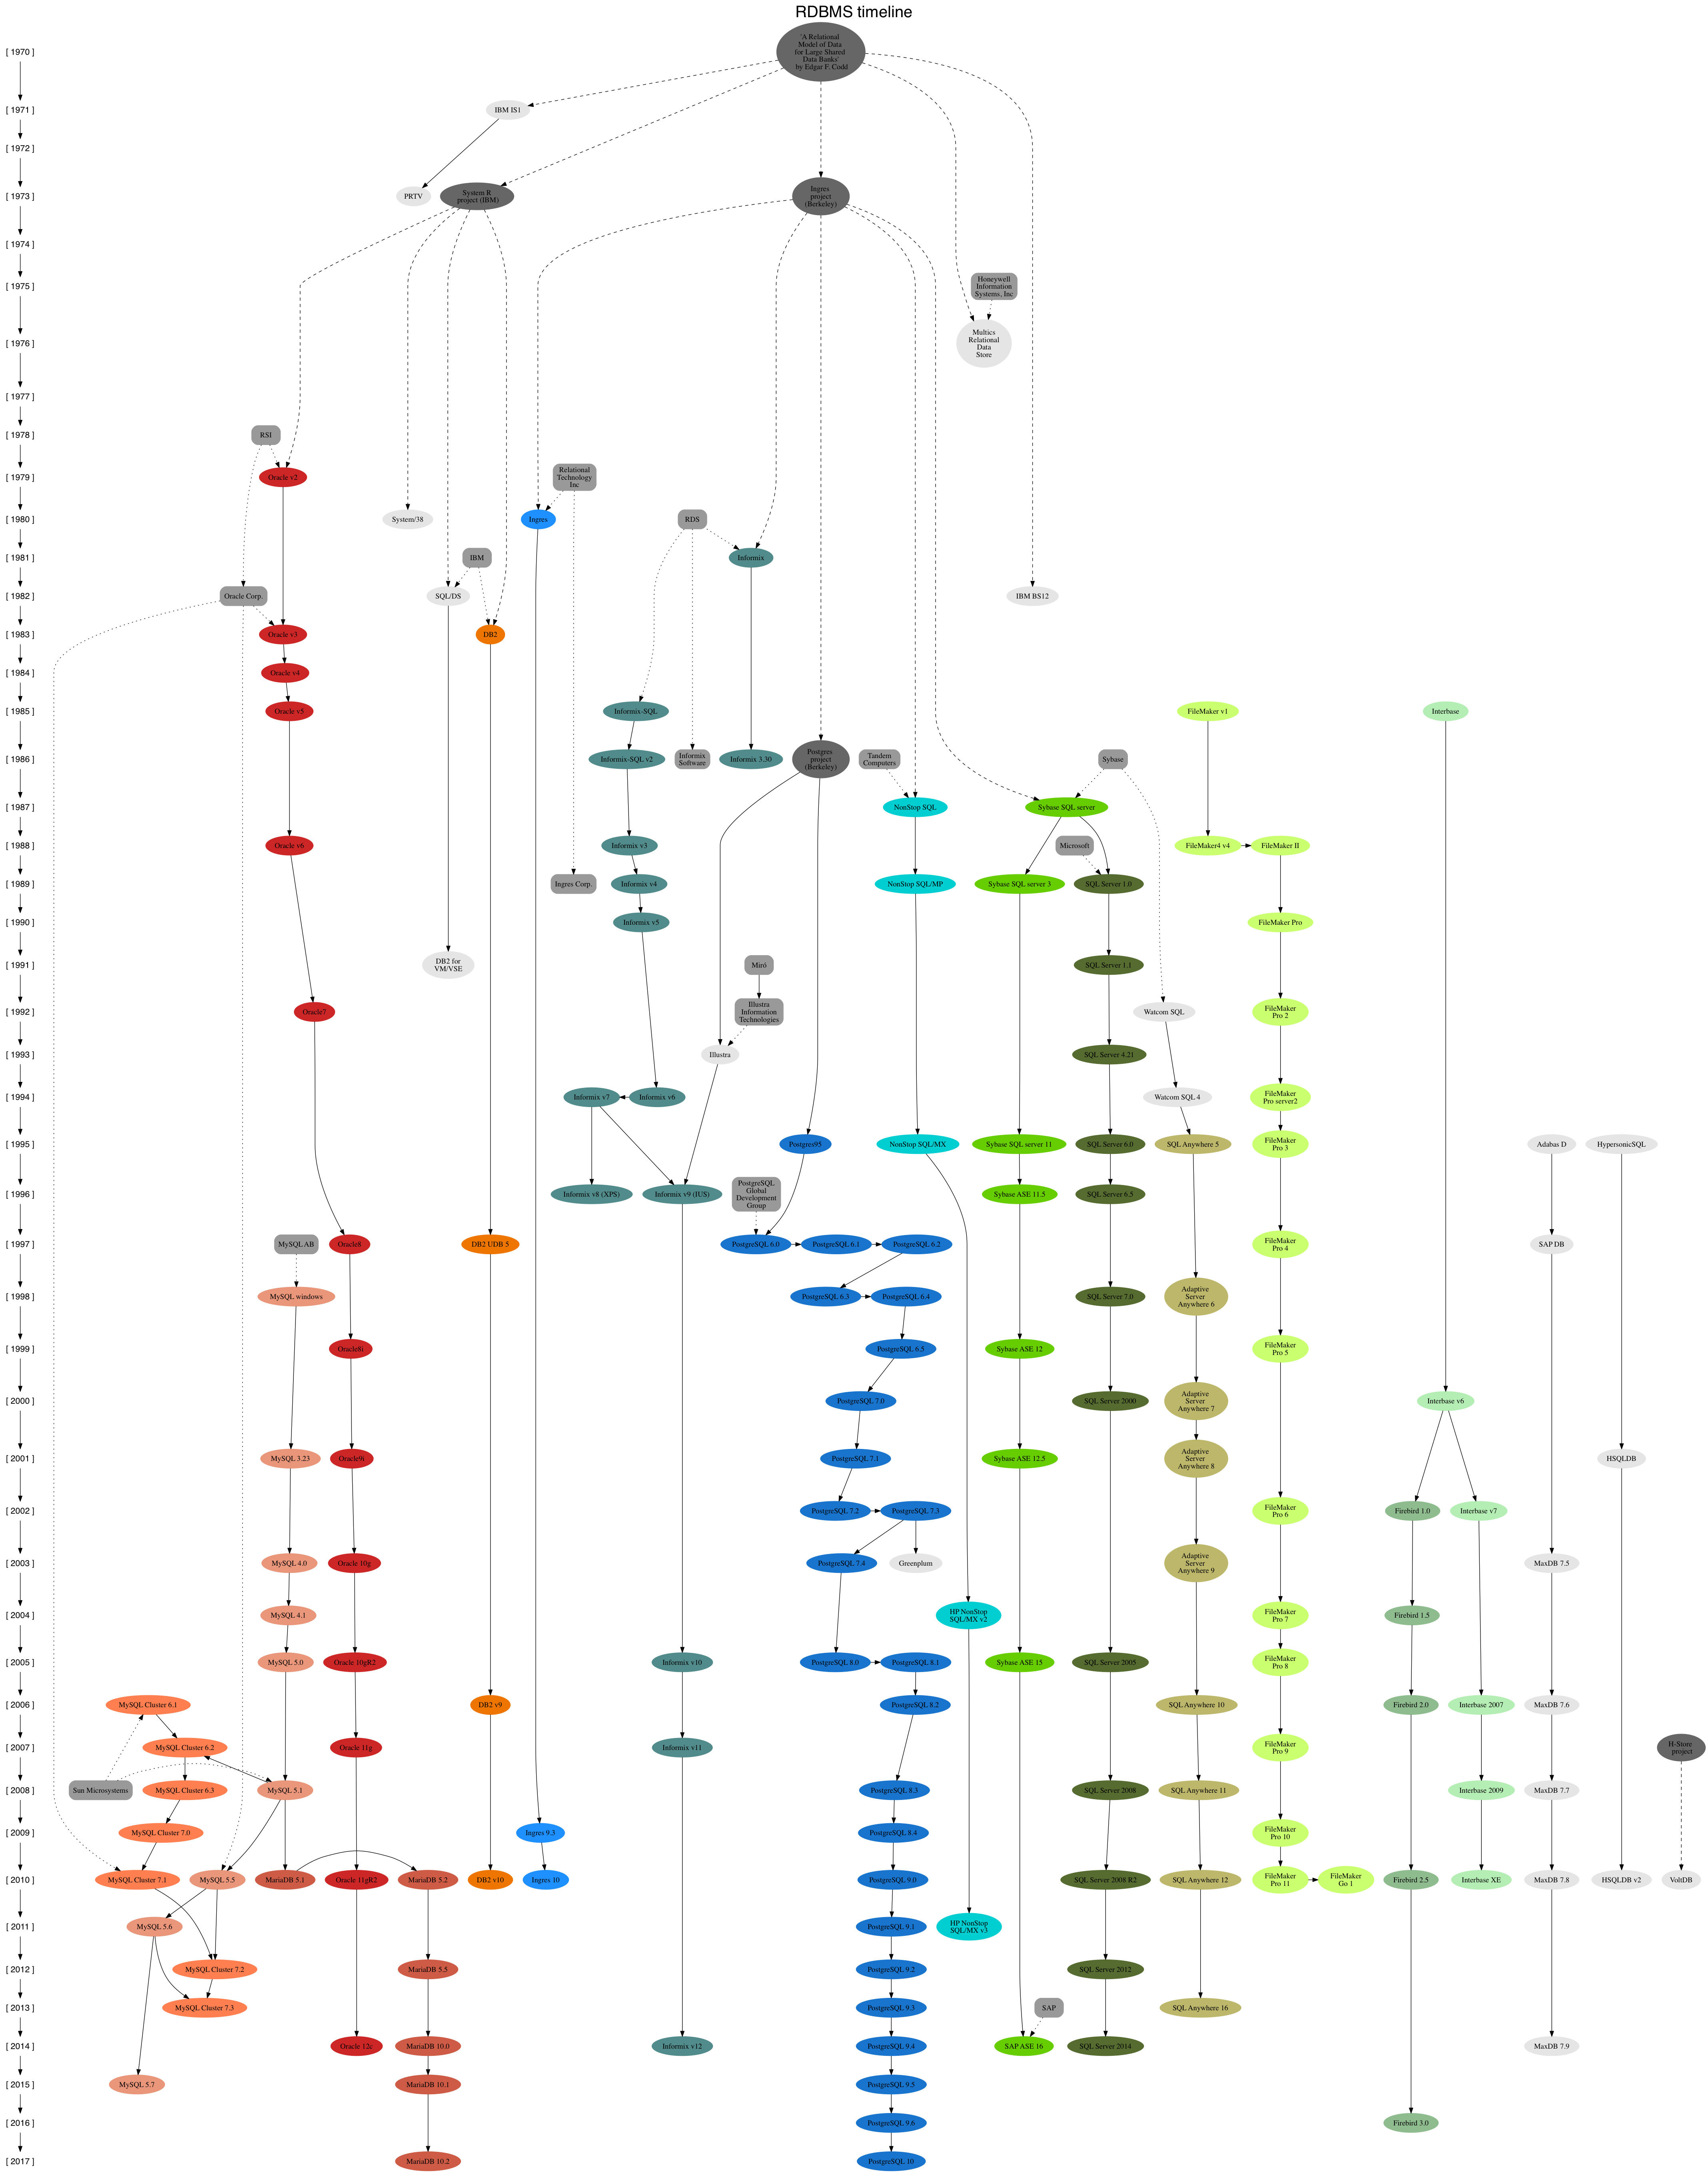 RDBMS timeline
[ 1970 ]
'A Relational
Model of Data
for Large Shared
Data Banks'
by Edgar F. Codd
[ 1971 ]
IBM IS1
[ 1972 ]
[ 1973 ]
PRTV
System R
project (IBM)
Ingres
project
(Berkeley)
[ 1974 ]
[ 1975 ]
Honeywell
Information
Systems, Inc
[ 1976 ]
Multics
Relational
Data
Store
[ 1977 ]
[ 1978 ]
RSI
[ 1979 ]
Oracle v2
Relational
Technology
Inc
[ 1980 ]
System/38
Ingres
RDS
[ 1981 ]
IBM
Informix
[ 1982 ]
Oracle Corp.
SQL/DS
IBM BS12
[ 1983 ]
Oracle v3
DB2
[ 1984 ]
Oracle v4
[ 1985 ]
Oracle v5
Informix-SQL
FileMaker v1
Interbase
[ 1986 ]
Informix-SQL v2
Informix
Software
Informix 3.30
Postgres
project
(Berkeley)
Tandem
Computers
Sybase
[ 1987 ]
NonStop SQL
Sybase SQL server
[ 1988 ]
Oracle v6
Informix v3
Microsoft
FileMaker4 v4
FileMaker II
[ 1989 ]
Ingres Corp.
Informix v4
NonStop SQL/MP
Sybase SQL server 3
SQL Server 1.0
[ 1990 ]
Informix v5
FileMaker Pro
[ 1991 ]
DB2 for
VM/VSE
Miró
SQL Server 1.1
[ 1992 ]
Oracle7
Illustra
Information
Technologies
Watcom SQL
FileMaker
Pro 2
[ 1993 ]
Illustra
SQL Server 4.21
[ 1994 ]
Informix v7
Informix v6
Watcom SQL 4
FileMaker
Pro server2
[ 1995 ]
Postgres95
NonStop SQL/MX
Sybase SQL server 11
SQL Server 6.0
SQL Anywhere 5
FileMaker
Pro 3
Adabas D
HypersonicSQL
[ 1996 ]
Informix v8 (XPS)
Informix v9 (IUS)
PostgreSQL
Global
Development
Group
Sybase ASE 11.5
SQL Server 6.5
[ 1997 ]
MySQL AB
Oracle8
DB2 UDB 5
PostgreSQL 6.0
PostgreSQL 6.1
PostgreSQL 6.2
FileMaker
Pro 4
SAP DB
[ 1998 ]
MySQL windows
PostgreSQL 6.3
PostgreSQL 6.4
SQL Server 7.0
Adaptive
Server
Anywhere 6
[ 1999 ]
Oracle8i
PostgreSQL 6.5
Sybase ASE 12
FileMaker
Pro 5
[ 2000 ]
PostgreSQL 7.0
SQL Server 2000
Adaptive
Server
Anywhere 7
Interbase v6
[ 2001 ]
MySQL 3.23
Oracle9i
PostgreSQL 7.1
Sybase ASE 12.5
Adaptive
Server
Anywhere 8
HSQLDB
[ 2002 ]
PostgreSQL 7.2
PostgreSQL 7.3
FileMaker
Pro 6
Firebird 1.0
Interbase v7
[ 2003 ]
MySQL 4.0
Oracle 10g
PostgreSQL 7.4
Greenplum
Adaptive
Server
Anywhere 9
MaxDB 7.5
[ 2004 ]
MySQL 4.1
HP NonStop
SQL/MX v2
FileMaker
Pro 7
Firebird 1.5
[ 2005 ]
MySQL 5.0
Oracle 10gR2
Informix v10
PostgreSQL 8.0
PostgreSQL 8.1
Sybase ASE 15
SQL Server 2005
FileMaker
Pro 8
[ 2006 ]
MySQL Cluster 6.1
DB2 v9
PostgreSQL 8.2
SQL Anywhere 10
Firebird 2.0
Interbase 2007
MaxDB 7.6
[ 2007 ]
MySQL Cluster 6.2
Oracle 11g
Informix v11
FileMaker
Pro 9
H-Store
project
[ 2008 ]
Sun Microsystems
MySQL Cluster 6.3
MySQL 5.1
PostgreSQL 8.3
SQL Server 2008
SQL Anywhere 11
Interbase 2009
MaxDB 7.7
[ 2009 ]
MySQL Cluster 7.0
Ingres 9.3
PostgreSQL 8.4
FileMaker
Pro 10
[ 2010 ]
MySQL Cluster 7.1
MySQL 5.5
MariaDB 5.1
Oracle 11gR2
MariaDB 5.2
DB2 v10
Ingres 10
PostgreSQL 9.0
SQL Server 2008 R2
SQL Anywhere 12
FileMaker
Pro 11
FileMaker
Go 1
Firebird 2.5
Interbase XE
MaxDB 7.8
HSQLDB v2
VoltDB
[ 2011 ]
MySQL 5.6
PostgreSQL 9.1
HP NonStop
SQL/MX v3
[ 2012 ]
MySQL Cluster 7.2
MariaDB 5.5
PostgreSQL 9.2
SQL Server 2012
[ 2013 ]
MySQL Cluster 7.3
PostgreSQL 9.3
SAP
SQL Anywhere 16
[ 2014 ]
Oracle 12c
MariaDB 10.0
Informix v12
PostgreSQL 9.4
SAP ASE 16
SQL Server 2014
MaxDB 7.9
[ 2015 ]
MySQL 5.7
MariaDB 10.1
PostgreSQL 9.5
[ 2016 ]
PostgreSQL 9.6
Firebird 3.0
[ 2017 ]
MariaDB 10.2
PostgreSQL 10